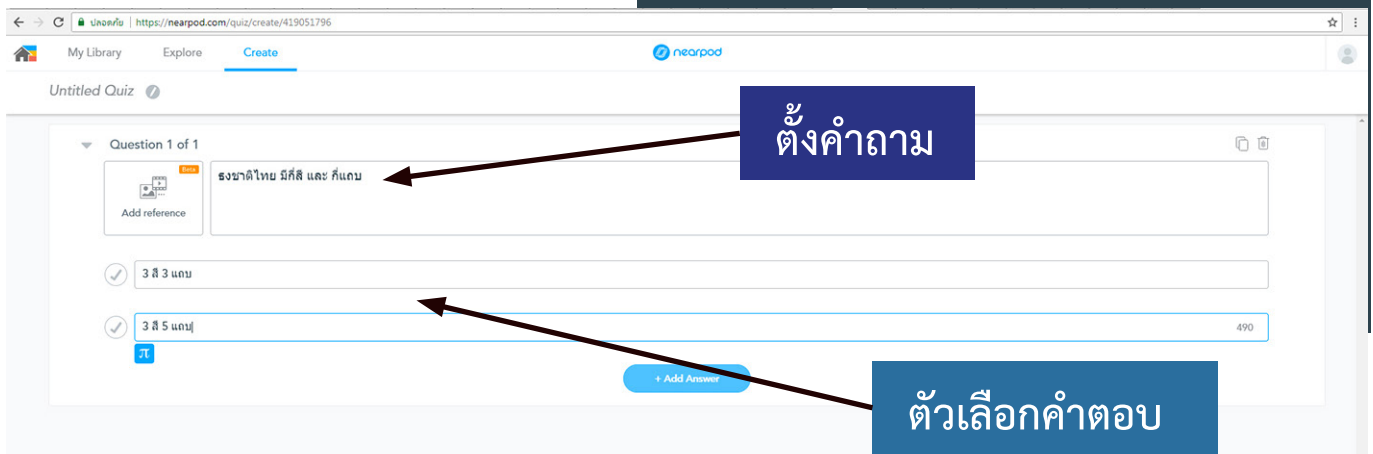 ปลอดภัย | https://nearpod.com/quiz/create/419051796
My Library Explore Create nearpod
Untitled Quiz
ตั้งคำถาม
Question 1 of 1
Beta
ธงชาติไทย มีกี่สี และ กี่แถบ
Add reference
3 สี 3 แถบ
3 สี 5 แถบ 490
π
+ Add Answer
ตัวเลือกคำตอบ